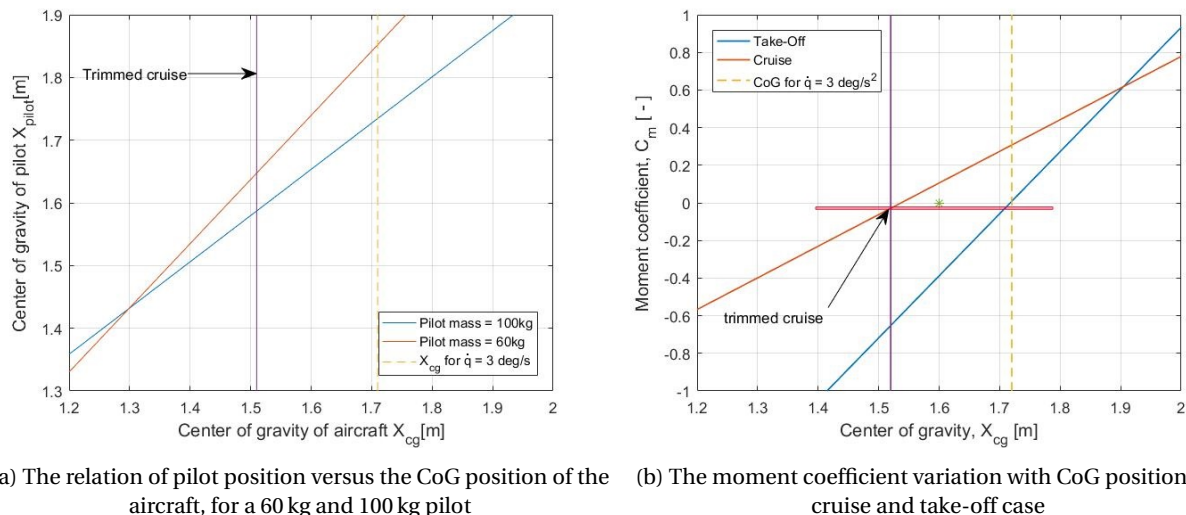 1.9
1.8
1.7
1.6
1.5
1.4
1.3
Center of gravity of pilot X_pilot[m]
Trimmed cruise
Pilot mass = 100kg
Pilot mass = 60kg
X_cg for q̇ = 3 deg/s
1.2 1.3 1.4 1.5 1.6 1.7 1.8 1.9 2
Center of gravity of aircraft X_cg[m]
a) The relation of pilot position versus the CoG position of the
aircraft, for a 60 kg and 100 kg pilot
1
0.8
0.6
0.4
0.2
0
-0.2
-0.4
-0.6
-0.8
-1
Moment coefficient, C_m [ - ]
Take-Off
Cruise
CoG for q̇ = 3 deg/s²
trimmed cruise
1.2 1.3 1.4 1.5 1.6 1.7 1.8 1.9 2
Center of gravity, X_cg [m]
(b) The moment coefficient variation with CoG position
cruise and take-off case